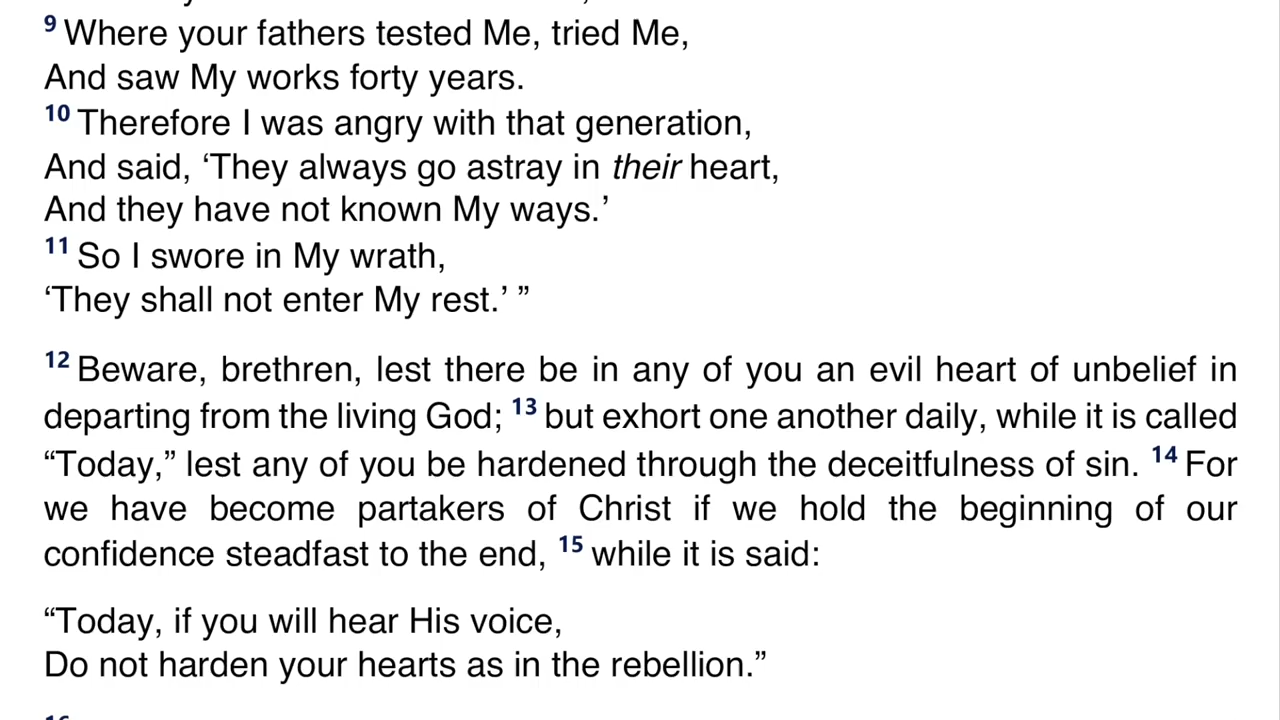 9 Where your fathers tested Me, tried Me,
And saw My works forty years.
10 Therefore I was angry with that generation,
And said, ‘They always go astray in their heart,
And they have not known My ways.’
11 So I swore in My wrath,
‘They shall not enter My rest.’ ”
12 Beware, brethren, lest there be in any of you an evil heart of unbelief in
departing from the living God; 13 but exhort one another daily, while it is called
“Today,” lest any of you be hardened through the deceitfulness of sin. 14 For
we have become partakers of Christ if we hold the beginning of our
confidence steadfast to the end, 15 while it is said:
“Today, if you will hear His voice,
Do not harden your hearts as in the rebellion.”
16